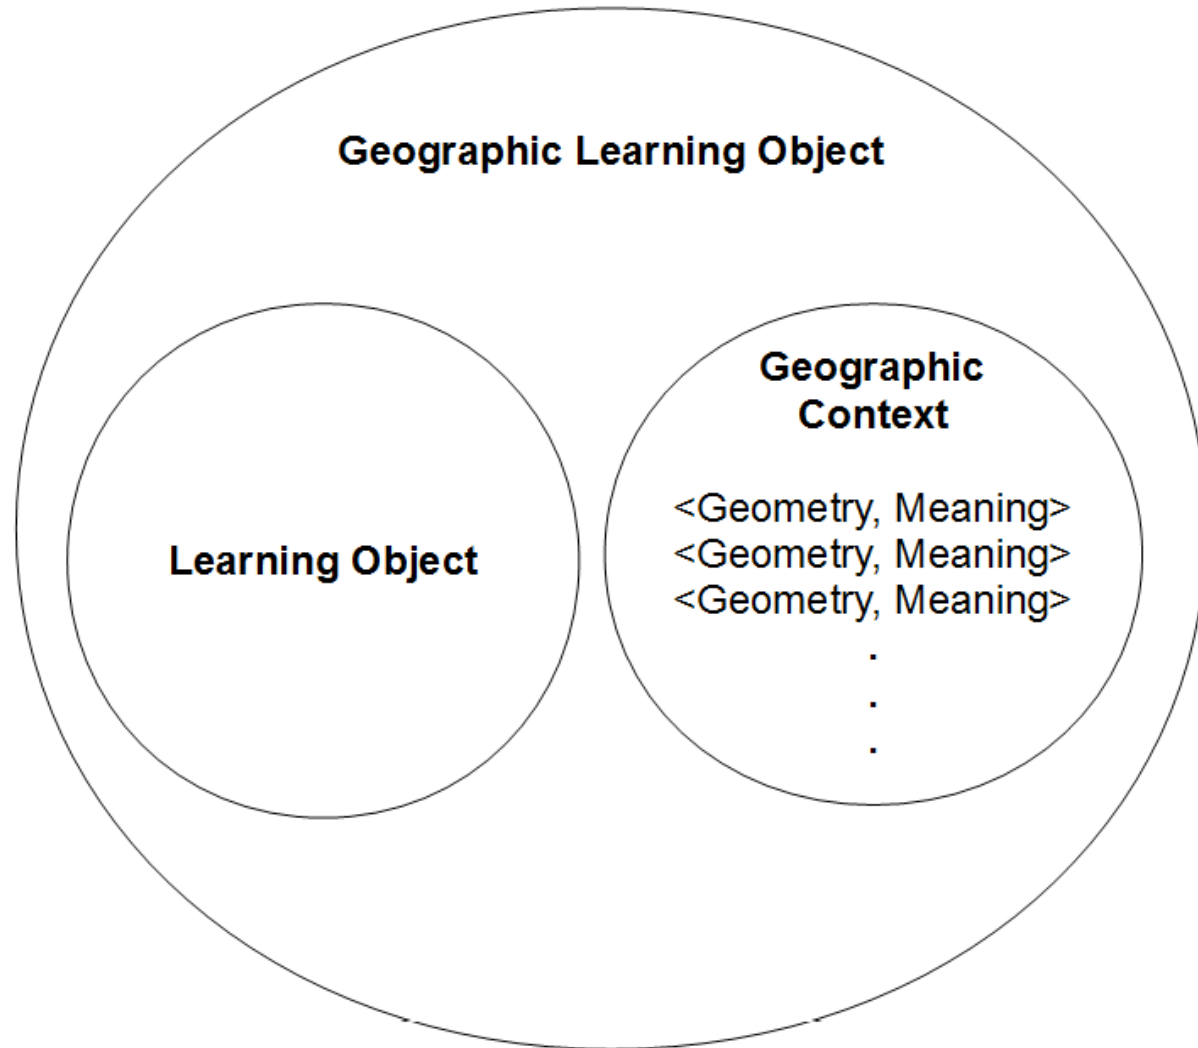 Geographic Learning Object
Learning Object
Geographic
Context
<Geometry, Meaning>
<Geometry, Meaning>
<Geometry, Meaning>
.
.
.